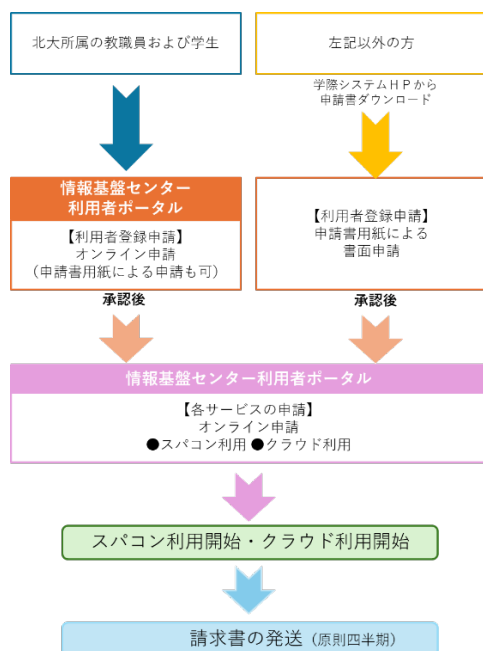 北大所属の教職員および学生
左記以外の方
学際システムHPから
申請書ダウンロード
情報基盤センター
利用者ポータル
【利用者登録申請】
オンライン申請
（申請書用紙による申請も可）
【利用者登録申請】
申請書用紙による
書面申請
承認後
承認後
情報基盤センター利用者ポータル
【各サービスの申請】
オンライン申請
●スパコン利用 ●クラウド利用
スパコン利用開始・クラウド利用開始
請求書の発送（原則四半期）